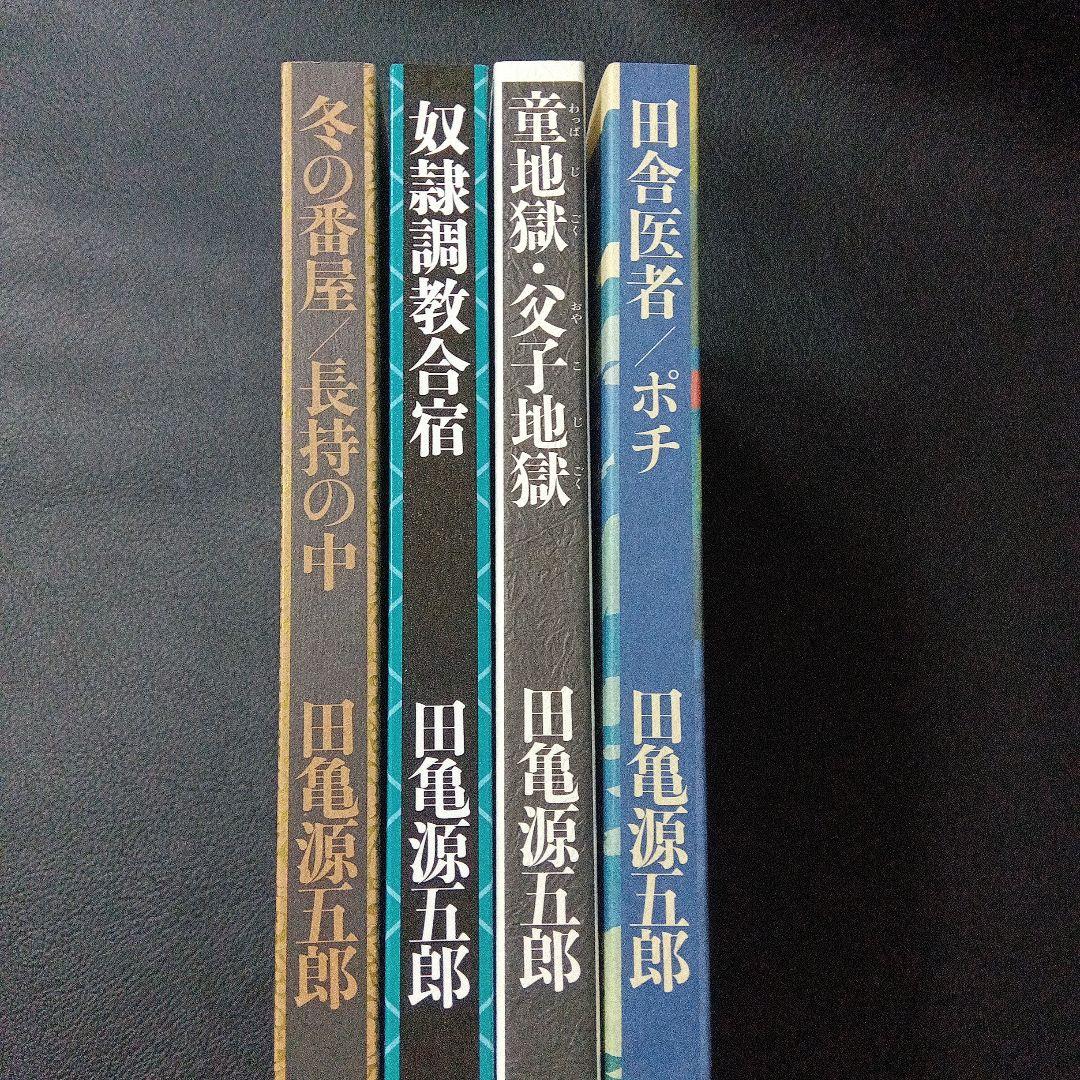 冬の番屋/長持の中
田亀源五郎
奴隷調教合宿
田亀源五郎
童地獄・父子地獄
わっぱ じ ごく おや こ じ ごく
田亀源五郎
田舎医者/ポチ
田亀源五郎